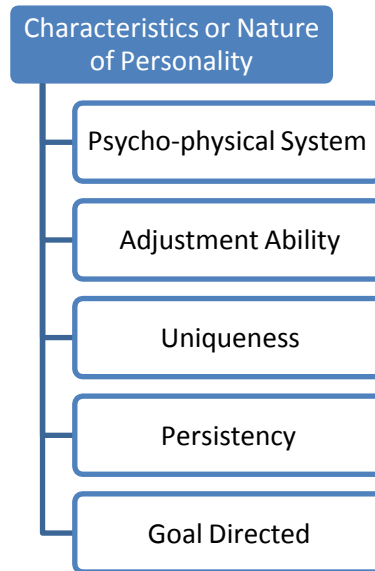 Characteristics or Nature
of Personality
Psycho-physical System
Adjustment Ability
Uniqueness
Persistency
Goal Directed